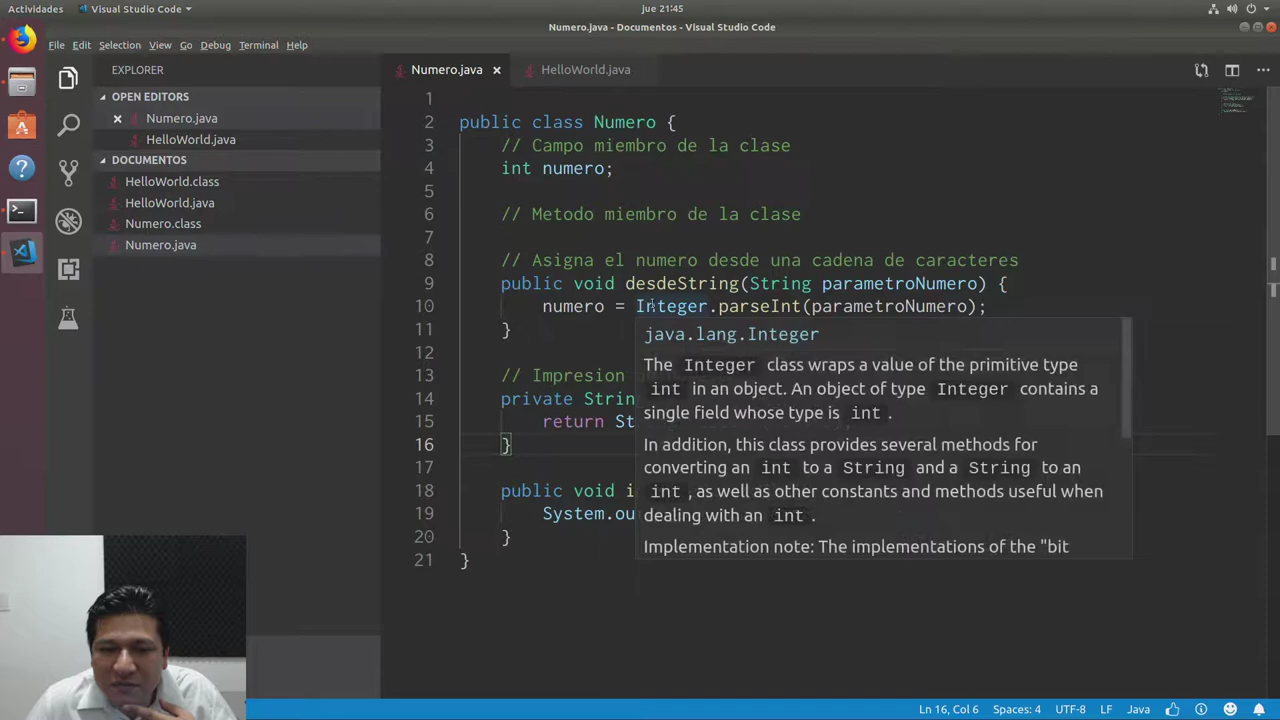 Actividades
Visual Studio Code
jue 21:45
Numero.java - Documentos - Visual Studio Code
File Edit Selection View Go Debug Terminal Help
EXPLORER
OPEN EDITORS
Numero.java
HelloWorld.java
DOCUMENTOS
HelloWorld.class
HelloWorld.java
Numero.class
Numero.java
Numero.java
HelloWorld.java
1
2 public class Numero {
3 // Campo miembro de la clase
4 int numero;
5
6 // Metodo miembro de la clase
7
8 // Asigna el numero desde una cadena de caracteres
9 public void desdeString(String parametroNumero) {
10 numero = Integer.parseInt(parametroNumero);
11 }
12
13 // Impresion
14 private Strin
15 return St
16 }
17
18 public void i
19 System.ou
20 }
21 }
java.lang.Integer
The Integer class wraps a value of the primitive type
int in an object. An object of type Integer contains a
single field whose type is int.
In addition, this class provides several methods for
converting an int to a String and a String to an
int, as well as other constants and methods useful when
dealing with an int.
Implementation note: The implementations of the "bit
Ln 16, Col 6 Spaces: 4 UTF-8 LF Java